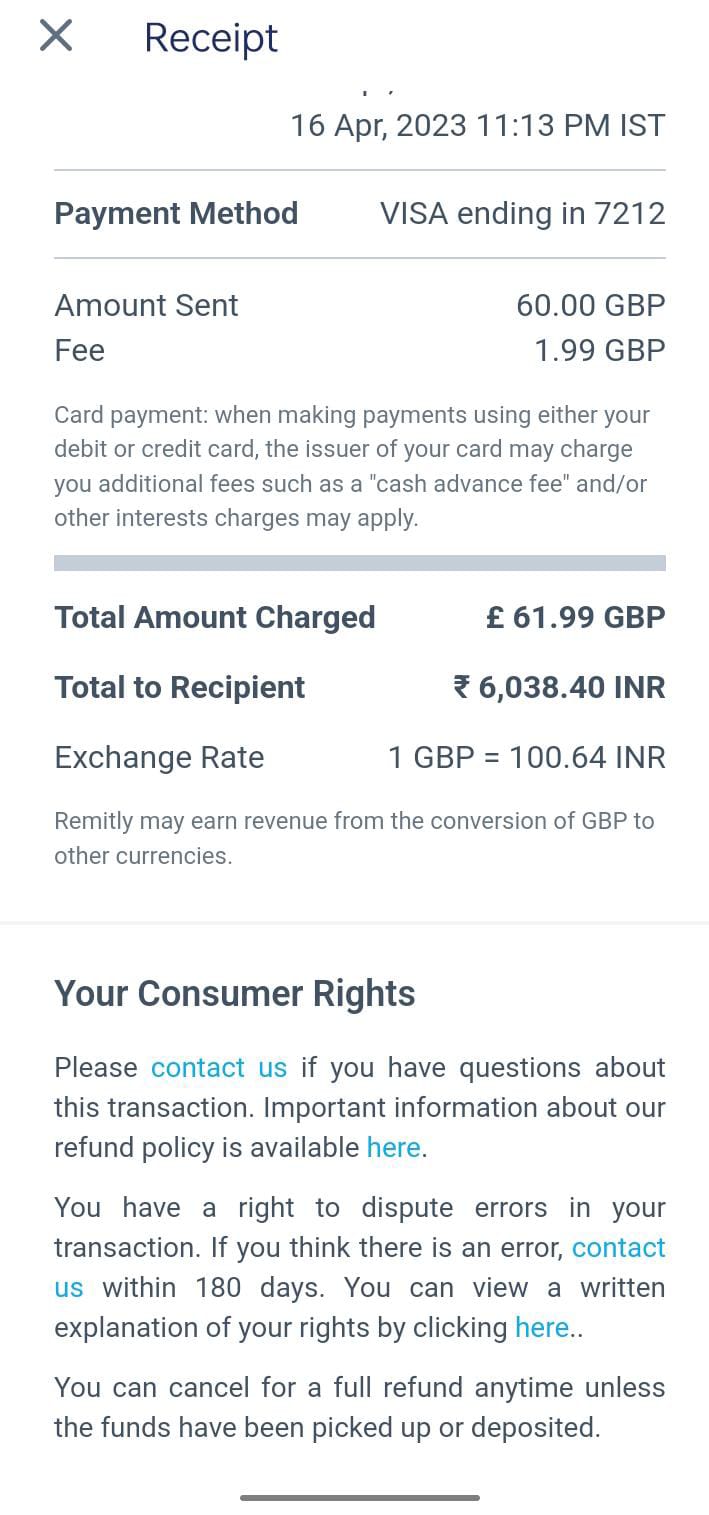 Receipt
16 Apr, 2023 11:13 PM IST
Payment Method VISA ending in 7212
Amount Sent 60.00 GBP
Fee 1.99 GBP
Card payment: when making payments using either your
debit or credit card, the issuer of your card may charge
you additional fees such as a "cash advance fee" and/or
other interests charges may apply.
Total Amount Charged £ 61.99 GBP
Total to Recipient ₹ 6,038.40 INR
Exchange Rate 1 GBP = 100.64 INR
Remitly may earn revenue from the conversion of GBP to
other currencies.
Your Consumer Rights
Please contact us if you have questions about
this transaction. Important information about our
refund policy is available here.
You have a right to dispute errors in your
transaction. If you think there is an error, contact
us within 180 days. You can view a written
explanation of your rights by clicking here..
You can cancel for a full refund anytime unless
the funds have been picked up or deposited.